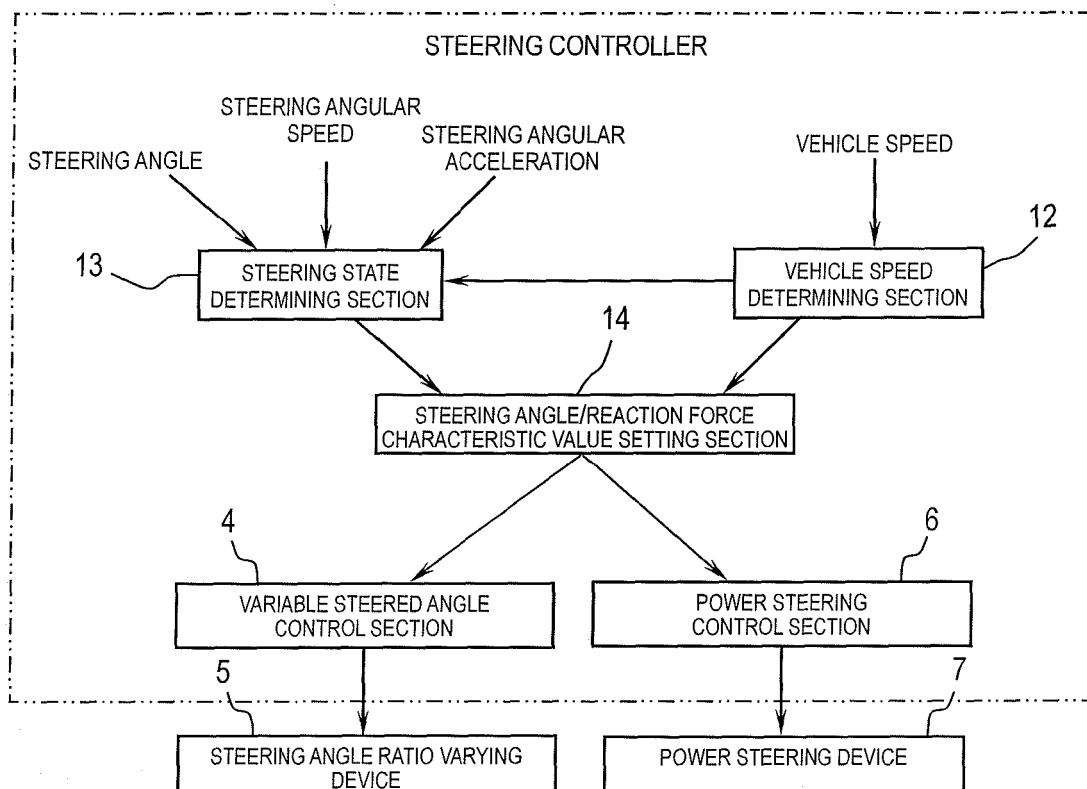 STEERING CONTROLLER
STEERING ANGULAR
SPEED
STEERING ANGULAR
ACCELERATION
STEERING ANGLE
VEHICLE SPEED
13
STEERING STATE
DETERMINING SECTION
12
VEHICLE SPEED
DETERMINING SECTION
14
STEERING ANGLE/REACTION FORCE
CHARACTERISTIC VALUE SETTING SECTION
4
VARIABLE STEERED ANGLE
CONTROL SECTION
6
POWER STEERING
CONTROL SECTION
5
STEERING ANGLE RATIO VARYING
DEVICE
7
POWER STEERING DEVICE